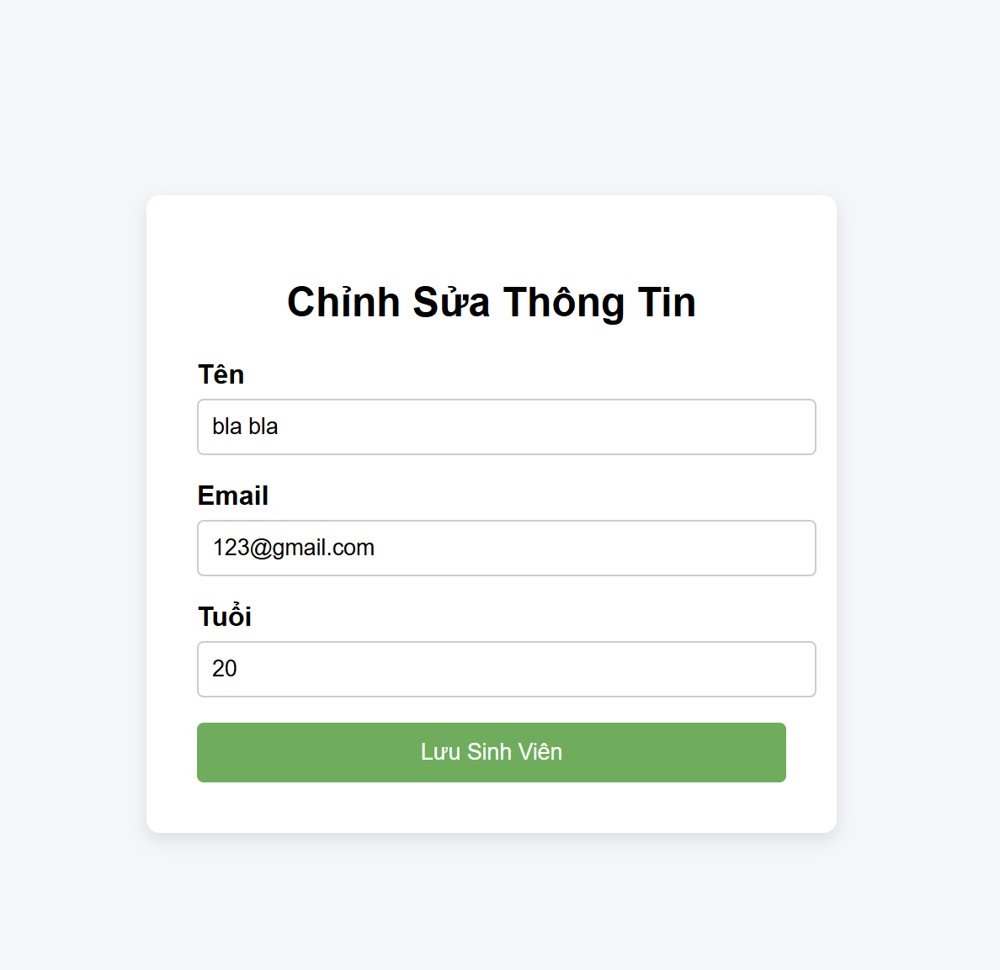 Chỉnh Sửa Thông Tin
Tên
bla bla
Email
123@gmail.com
Tuổi
20
Lưu Sinh Viên